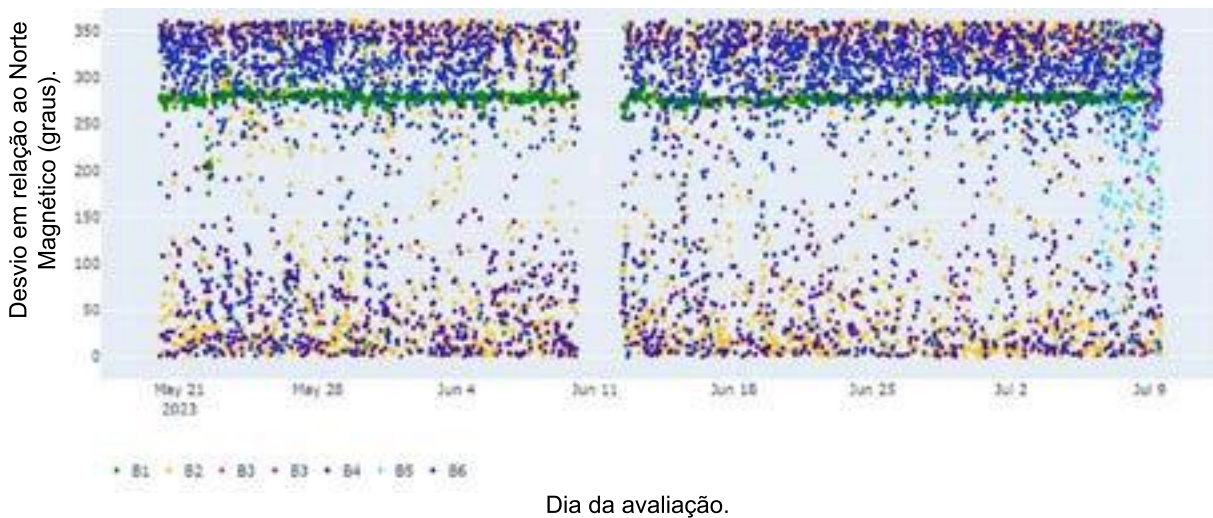 Desvio em relação ao Norte
Magnético (graus).
350
300
250
200
150
100
50
0
May 21
2023
May 28
Jun 4
Jun 11
Jun 18
Jun 25
Jul 2
Jul 9
B1 B2 B3 B3 B4 B5 B6
Dia da avaliação.